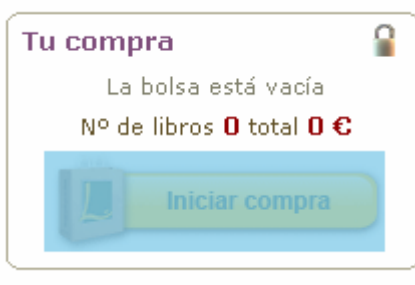 Tu compra
La bolsa está vacía
Nº de libros 0 total 0 €
Iniciar compra